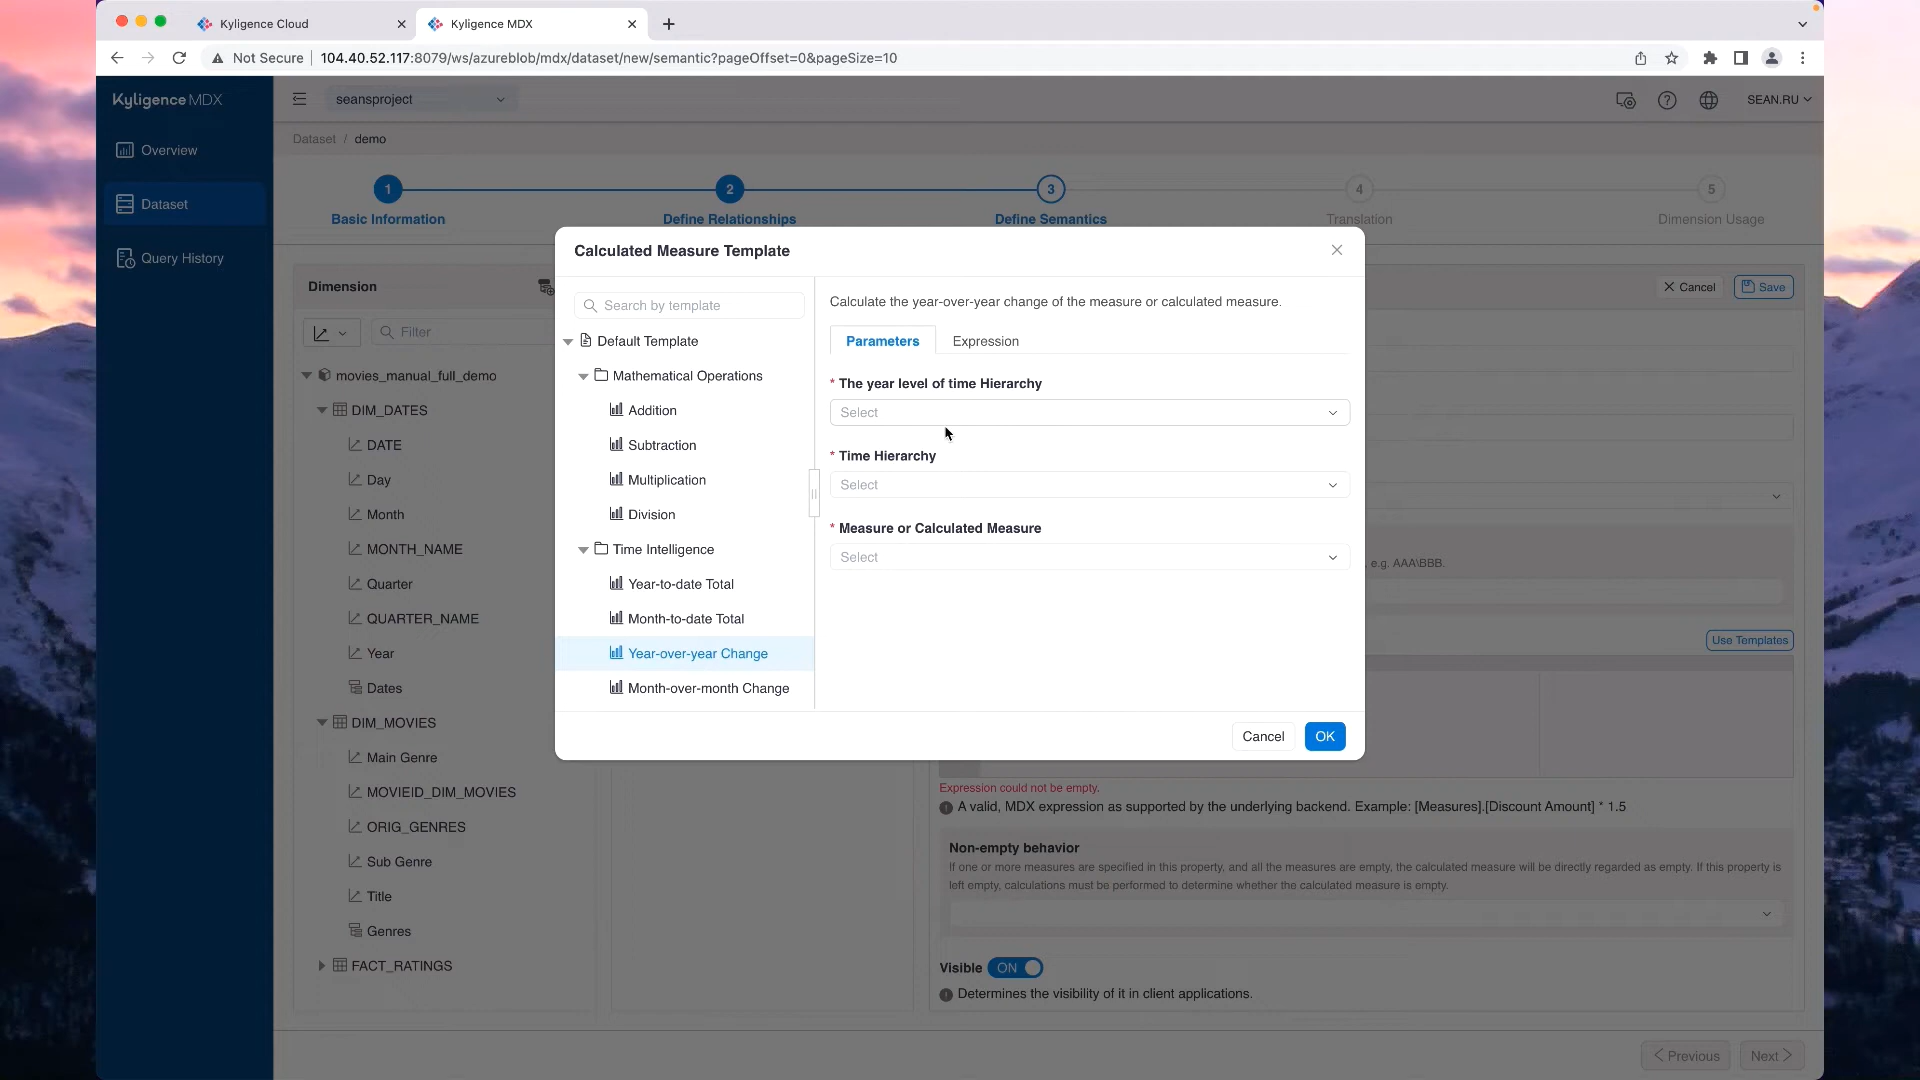 Kyligence Cloud
Kyligence MDX
Not Secure
104.40.52.117:8079/ws/azureblob/mdx/dataset/new/semantic?pageOffset=0&pageSize=10
Kyligence MDX
seansproject
SEAN.RU
Overview
Dataset
Query History
Dataset / demo
1
2
3
4
5
Basic Information
Define Relationships
Define Semantics
Translation
Dimension Usage
Dimension
Filter
movies_manual_full_demo
DIM_DATES
DATE
Day
Month
MONTH_NAME
Quarter
QUARTER_NAME
Year
Dates
DIM_MOVIES
Main Genre
MOVIEID_DIM_MOVIES
ORIG_GENRES
Sub Genre
Title
Genres
FACT_RATINGS
Calculated Measure Template
Search by template
Default Template
Mathematical Operations
Addition
Subtraction
Multiplication
Division
Time Intelligence
Year-to-date Total
Month-to-date Total
Year-over-year Change
Month-over-month Change
Calculate the year-over-year change of the measure or calculated measure.
Parameters
Expression
* The year level of time Hierarchy
Select
* Time Hierarchy
Select
* Measure or Calculated Measure
Select
Cancel
OK
Cancel
Save
, e.g. AAA\BBB.
Use Templates
Expression could not be empty.
A valid, MDX expression as supported by the underlying backend. Example: [Measures].[Discount Amount] * 1.5
Non-empty behavior
If one or more measures are specified in this property, and all the measures are empty, the calculated measure will be directly regarded as empty. If this property is
left empty, calculations must be performed to determine whether the calculated measure is empty.
Visible ON
Determines the visibility of it in client applications.
< Previous
Next >